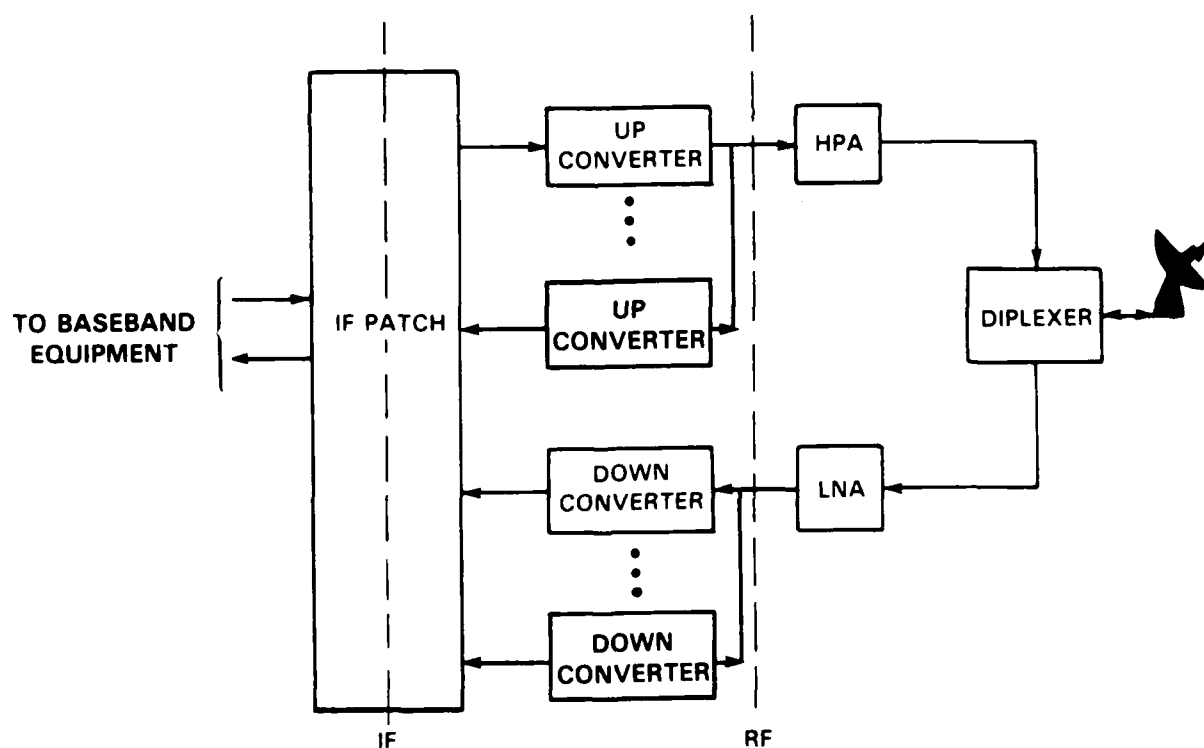 UP
CONVERTER
HPA
UP
CONVERTER
TO BASEBAND
EQUIPMENT
IF PATCH
DIPLEXER
DOWN
CONVERTER
LNA
DOWN
CONVERTER
IF
RF